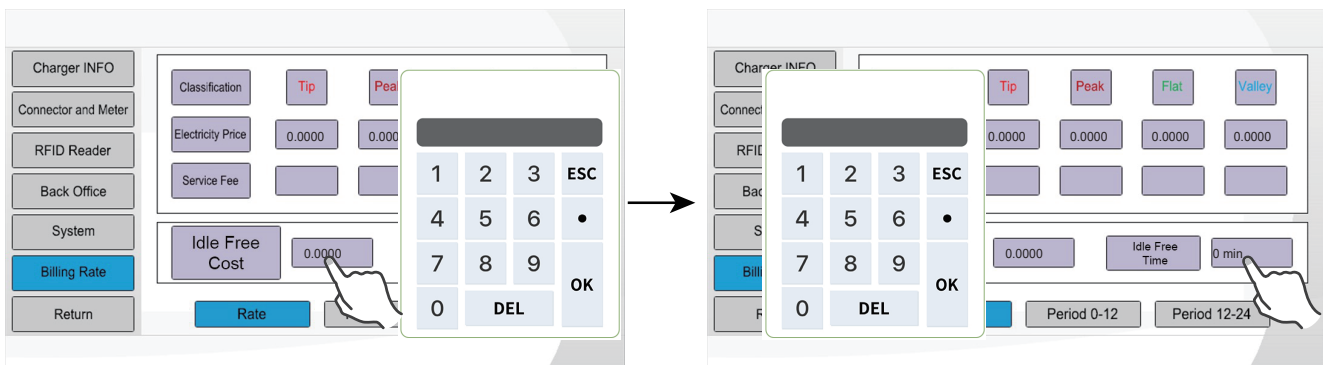 Charger INFO
Connector and Meter
RFID Reader
Back Office
System
Billing Rate
Return
Classification
Tip
Electricity Price
0.0000
Service Fee
Idle Free
Cost
0.0000
Rate
1
2
3
ESC
4
5
6
•
7
8
9
OK
0
DEL
Charger INFO
1
2
3
ESC
4
5
6
•
7
8
9
OK
0
DEL
Tip
Peak
Flat
Valley
0.0000
0.0000
0.0000
0.0000
0.0000
Idle Free
Time
0 min
Period 0-12
Period 12-24